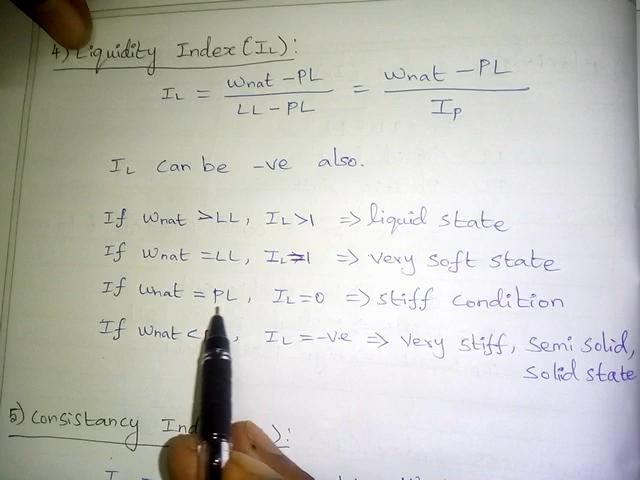 4) Liquidity Index (IL):
IL = Wnat - PL / LL - PL = Wnat - PL / Ip
IL can be -ve also.
If Wnat > LL, IL > 1 => liquid state
If Wnat = LL, IL = 1 => very soft state
If Wnat = PL, IL = 0 => stiff condition
If Wnat < , IL = -ve => very stiff, semi solid,
solid state
5) Consistancy Ind ):
I